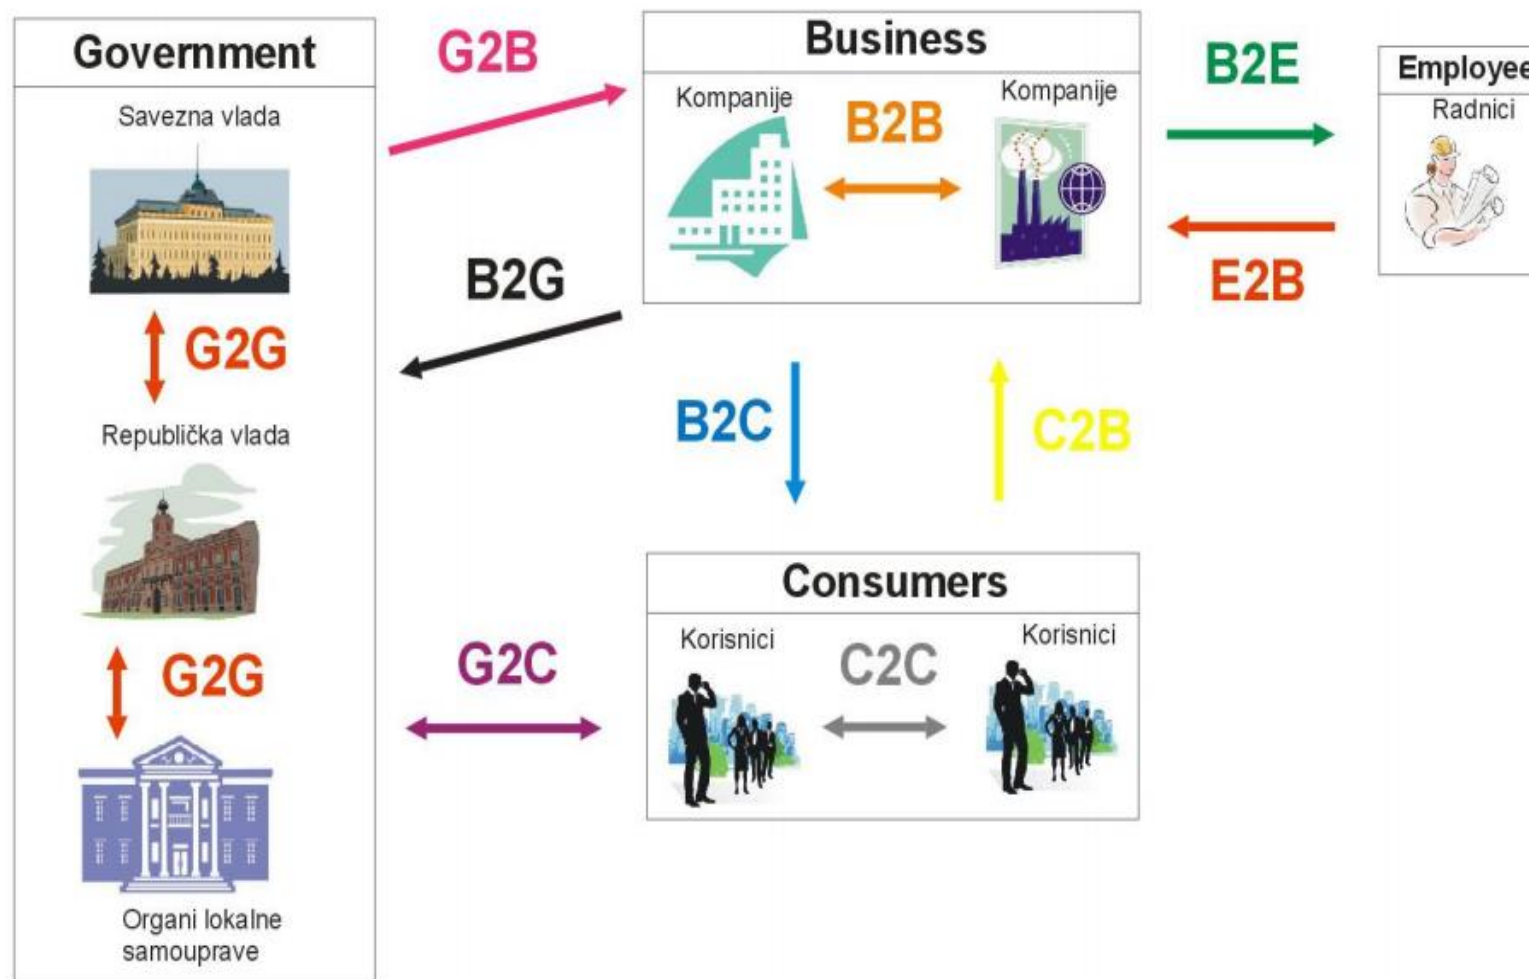 Government
Savezna vlada
G2G
Republička vlada
G2G
Organi lokalne
samouprave
G2B
B2G
Business
Kompanije
B2B
Kompanije
B2E
E2B
Employee
Radnici
B2C
C2B
G2C
Consumers
Korisnici
C2C
Korisnici